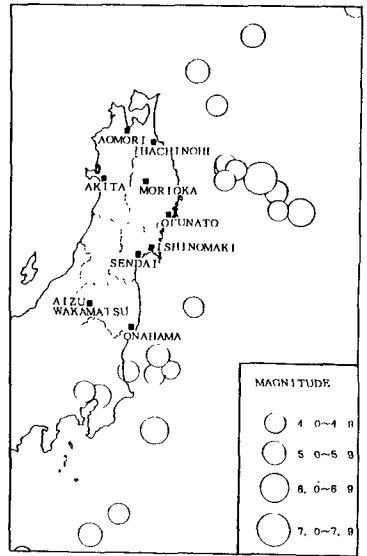 AOMORI
HACHINOHI
AKITA
MORIOKA
OFUNATO
ISHINOMAKI
SENDAI
AIZU
WAKAMATSU
ONAHAMA
MAGNITUDE
4 0~4 9
5 0~5 9
6. 0~6 9
7. 0~7. 9